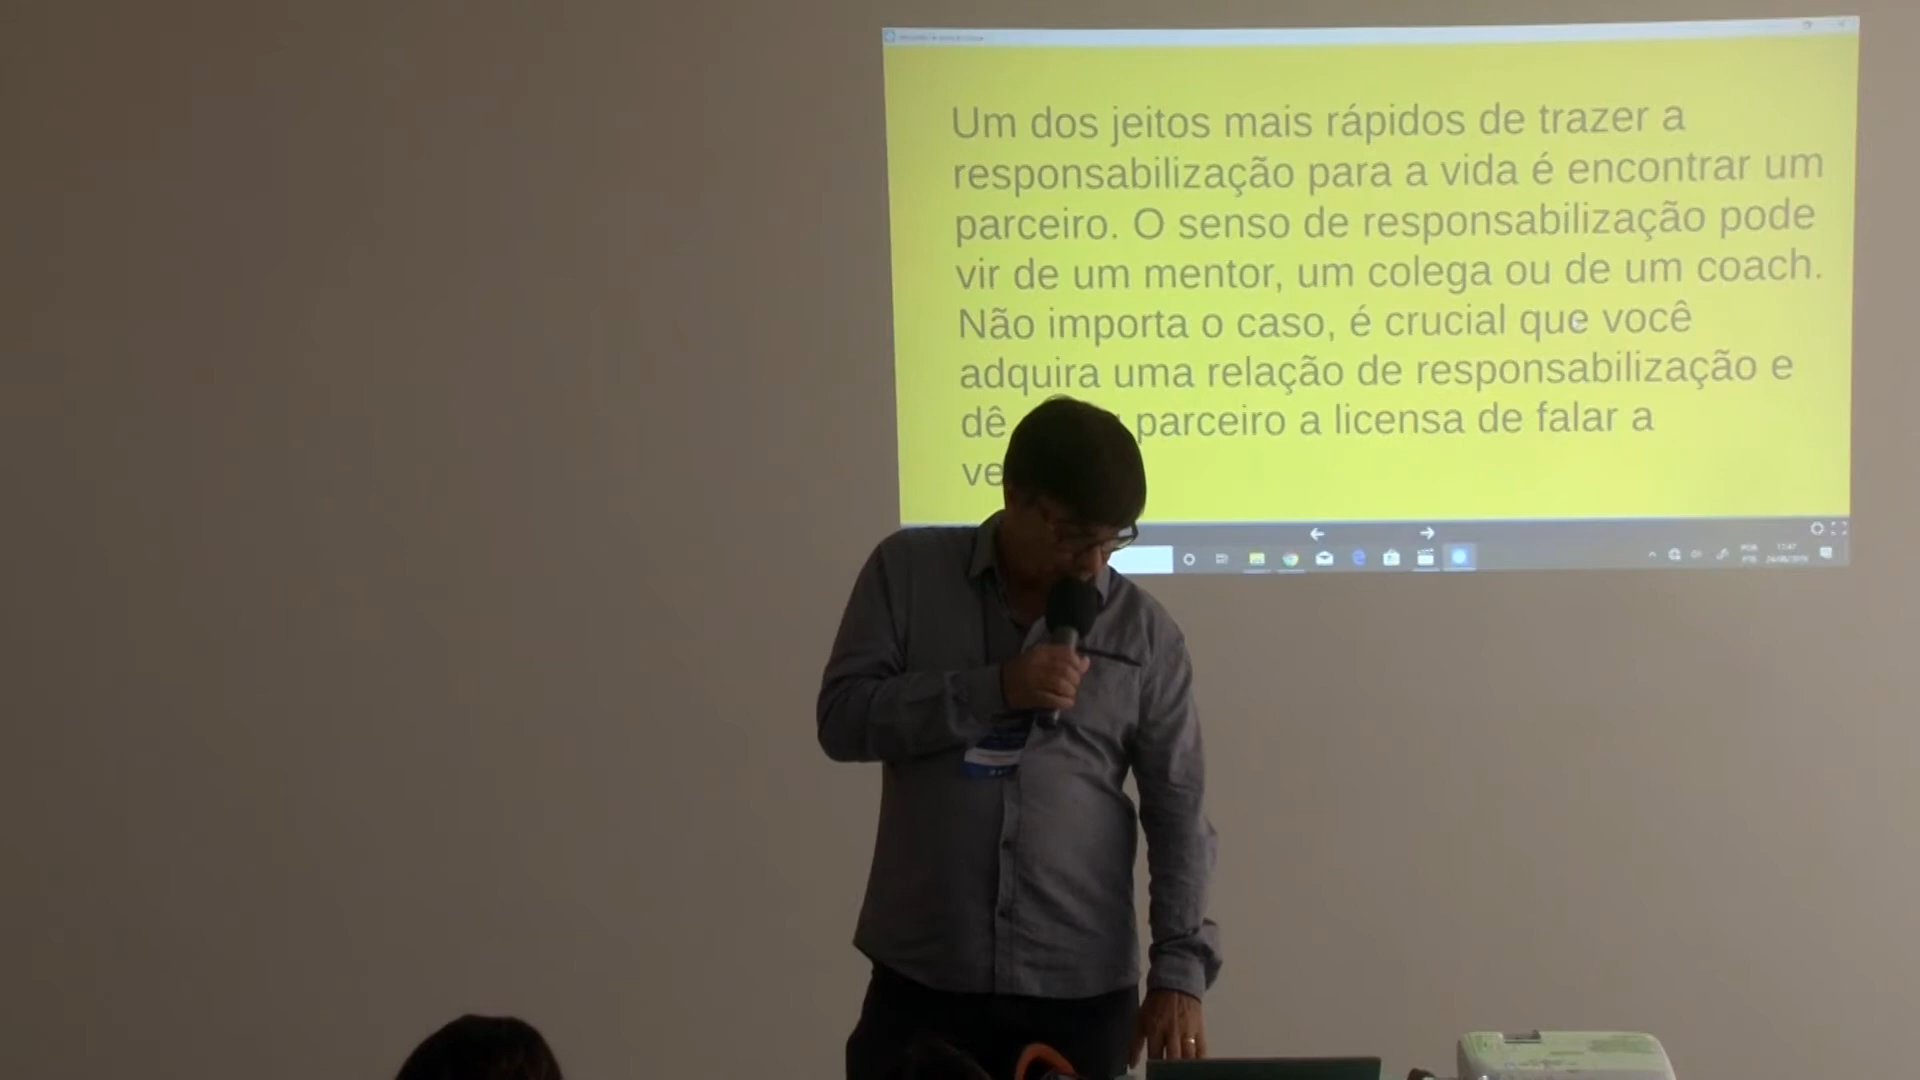 Um dos jeitos mais rápidos de trazer a
responsabilização para a vida é encontrar um
parceiro. O senso de responsabilização pode
vir de um mentor, um colega ou de um coach.
Não importa o caso, é crucial que você
adquira uma relação de responsabilização e
dê parceiro a licensa de falar a
ve